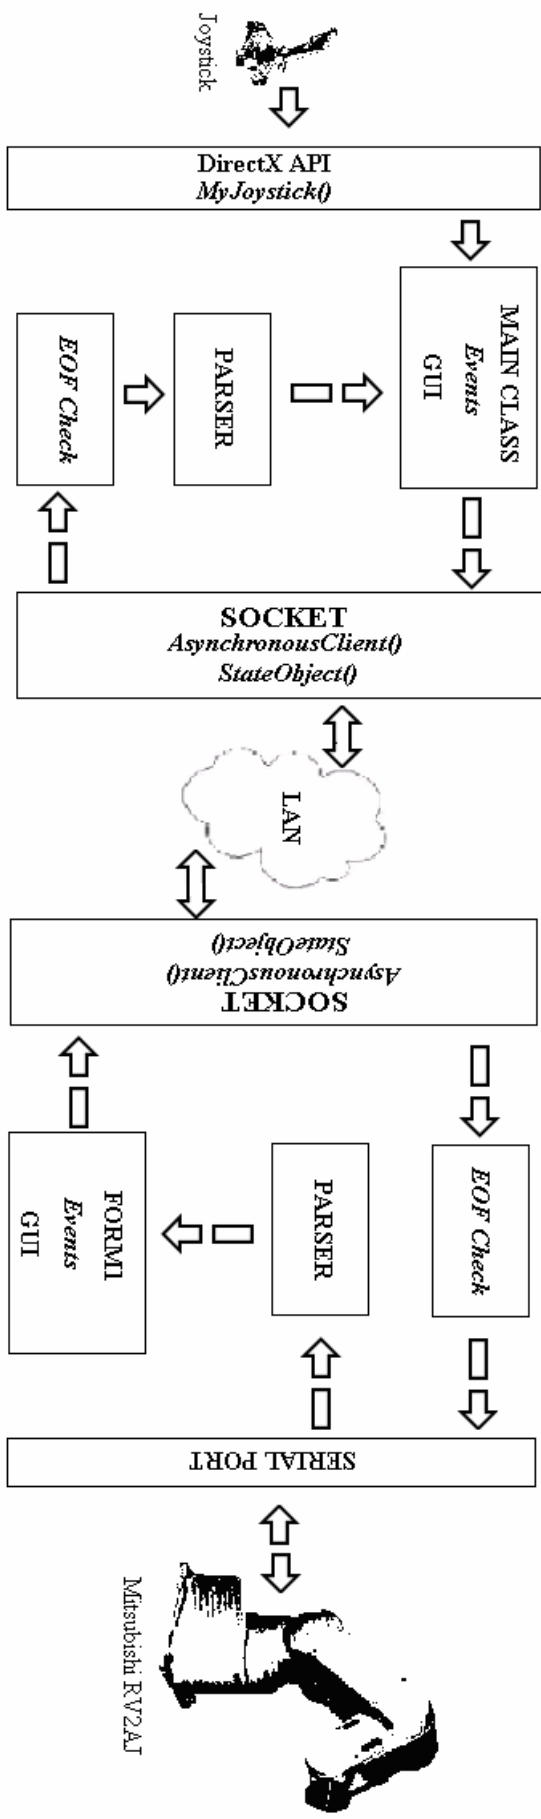 Joystick
DirectX API
MyJoystick()
MAIN CLASS
Events
GUI
PARSER
EOF Check
SOCKET
AsynchronousClient()
StateObject()
LAN
SOCKET
AsynchronousClient()
StateObject()
EOF Check
PARSER
FORM1
Events
GUI
SERIAL PORT
Mitsubishi RV2AJ